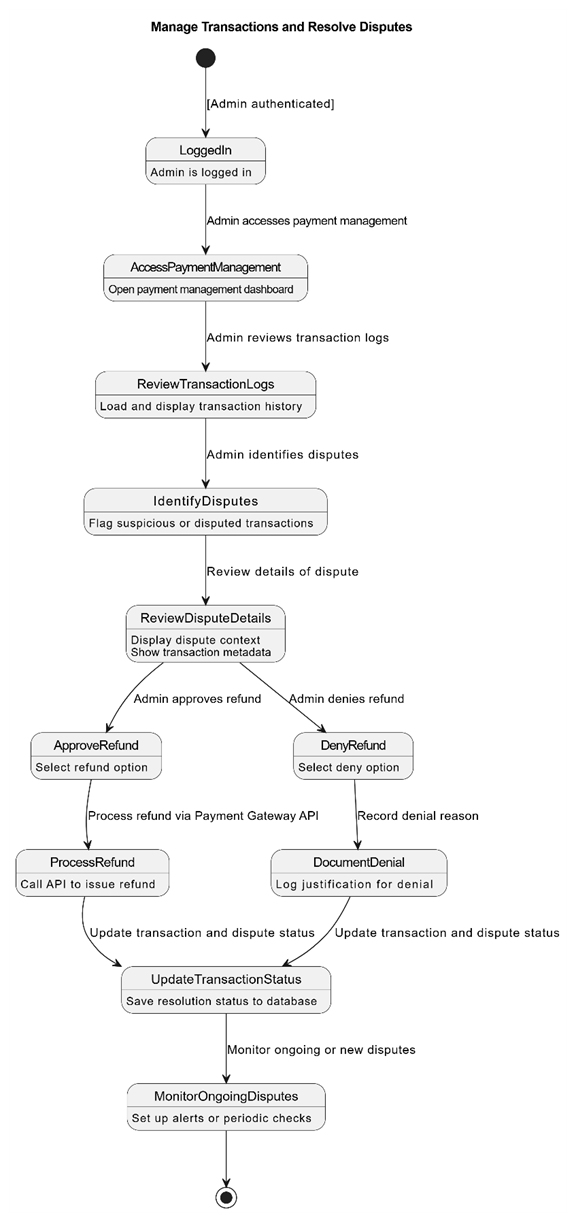 Manage Transactions and Resolve Disputes
[Admin authenticated]
LoggedIn
Admin is logged in
Admin accesses payment management
AccessPaymentManagement
Open payment management dashboard
Admin reviews transaction logs
ReviewTransactionLogs
Load and display transaction history
Admin identifies disputes
IdentifyDisputes
Flag suspicious or disputed transactions
Review details of dispute
ReviewDisputeDetails
Display dispute context
Show transaction metadata
Admin approves refund
Admin denies refund
ApproveRefund
Select refund option
DenyRefund
Select deny option
Process refund via Payment Gateway API
Record denial reason
ProcessRefund
Call API to issue refund
DocumentDenial
Log justification for denial
Update transaction and dispute status
Update transaction and dispute status
UpdateTransactionStatus
Save resolution status to database
Monitor ongoing or new disputes
MonitorOngoingDisputes
Set up alerts or periodic checks